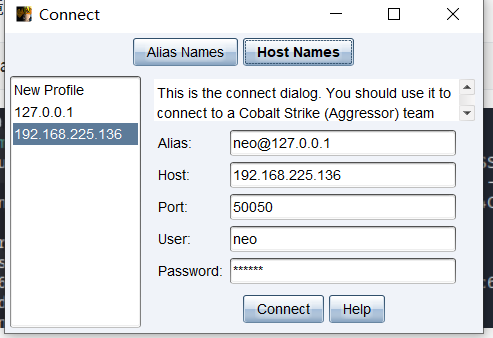 Connect
Alias Names
Host Names
New Profile
127.0.0.1
192.168.225.136
This is the connect dialog. You should use it to
connect to a Cobalt Strike (Aggressor) team
Alias: neo@127.0.0.1
Host: 192.168.225.136
Port: 50050
User: neo
Password: ******
Connect
Help